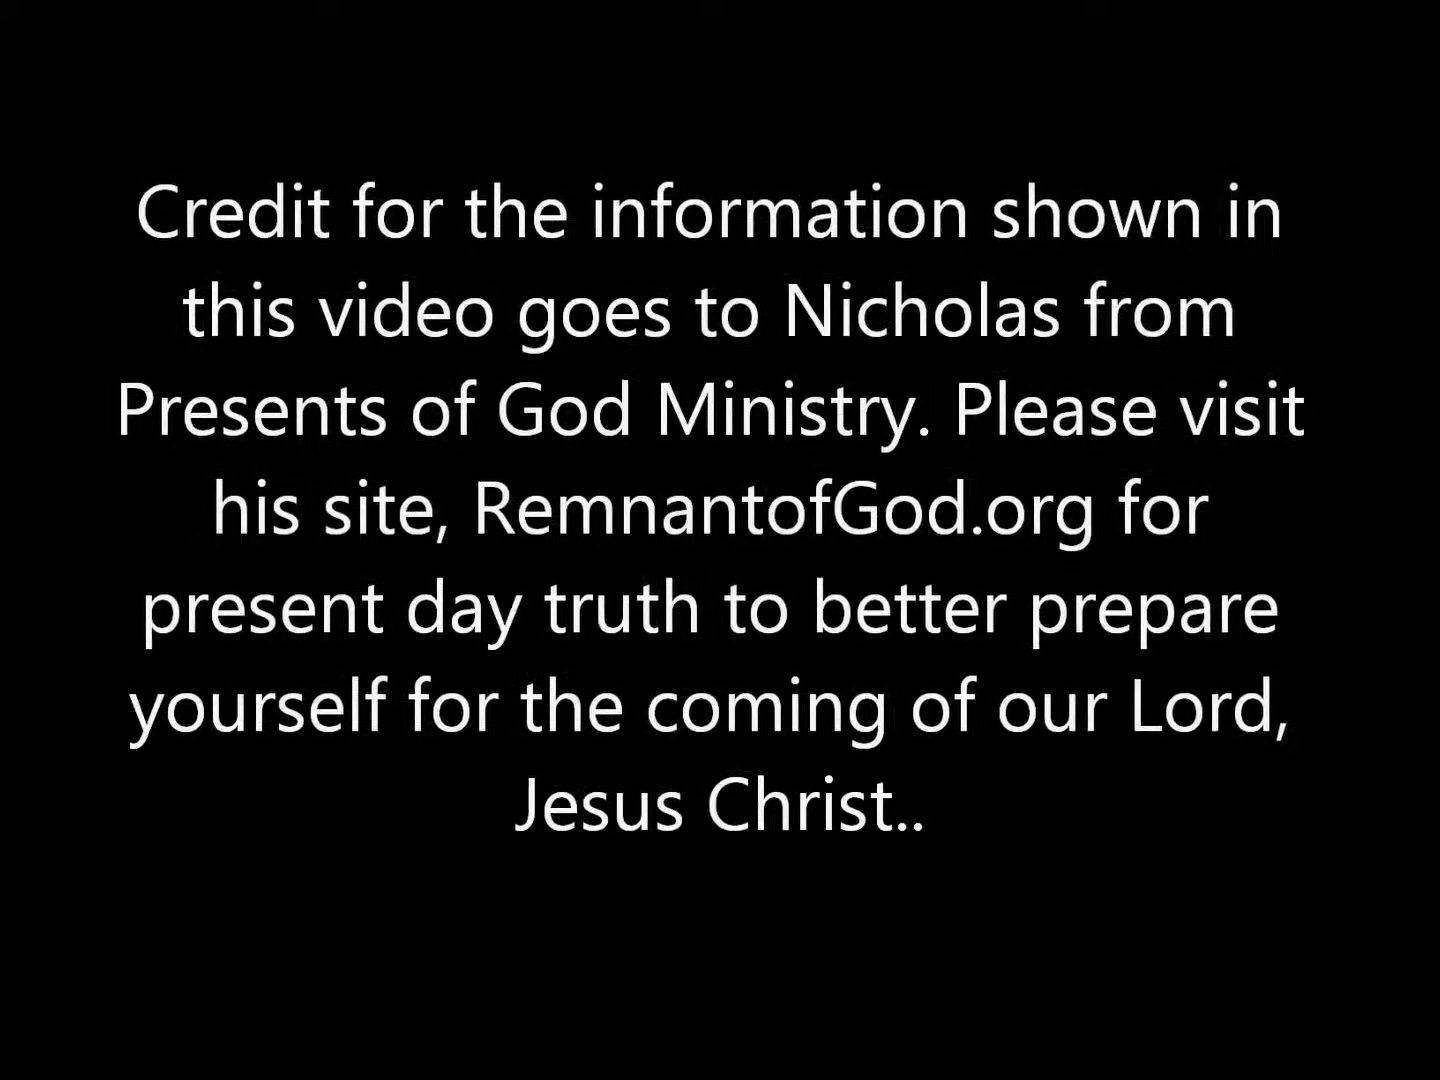 Credit for the information shown in
this video goes to Nicholas from
Presents of God Ministry. Please visit
his site, RemnantofGod.org for
present day truth to better prepare
yourself for the coming of our Lord,
Jesus Christ..